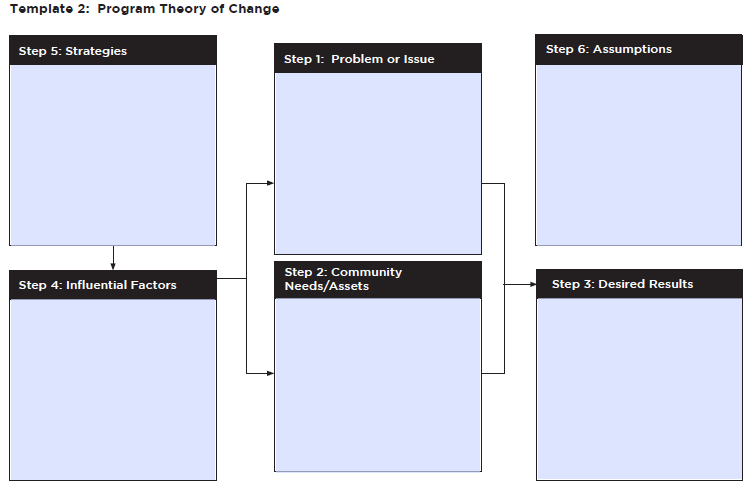 Template 2: Program Theory of Change
Step 5: Strategies
Step 1: Problem or Issue
Step 6: Assumptions
Step 4: Influential Factors
Step 2: Community
Needs/Assets
Step 3: Desired Results